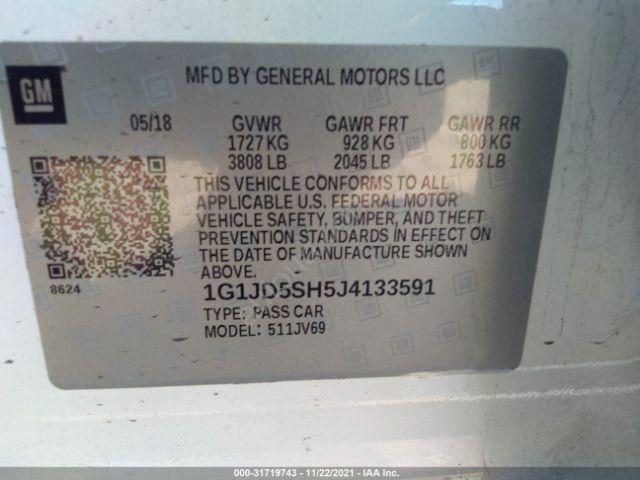 GM
MFD BY GENERAL MOTORS LLC
05/18 GVWR GAWR FRT GAWR RR
1727 KG 928 KG 800 KG
3808 LB 2045 LB 1763 LB
THIS VEHICLE CONFORMS TO ALL
APPLICABLE U.S. FEDERAL MOTOR
VEHICLE SAFETY, BUMPER, AND THEFT
PREVENTION STANDARDS IN EFFECT ON
THE DATE OF MANUFACTURE SHOWN
ABOVE.
8624
1G1JD5SH5J4133591
TYPE: PASS CAR
MODEL: 511JV69
000-31719743 - 11/22/2021 - IAA Inc.